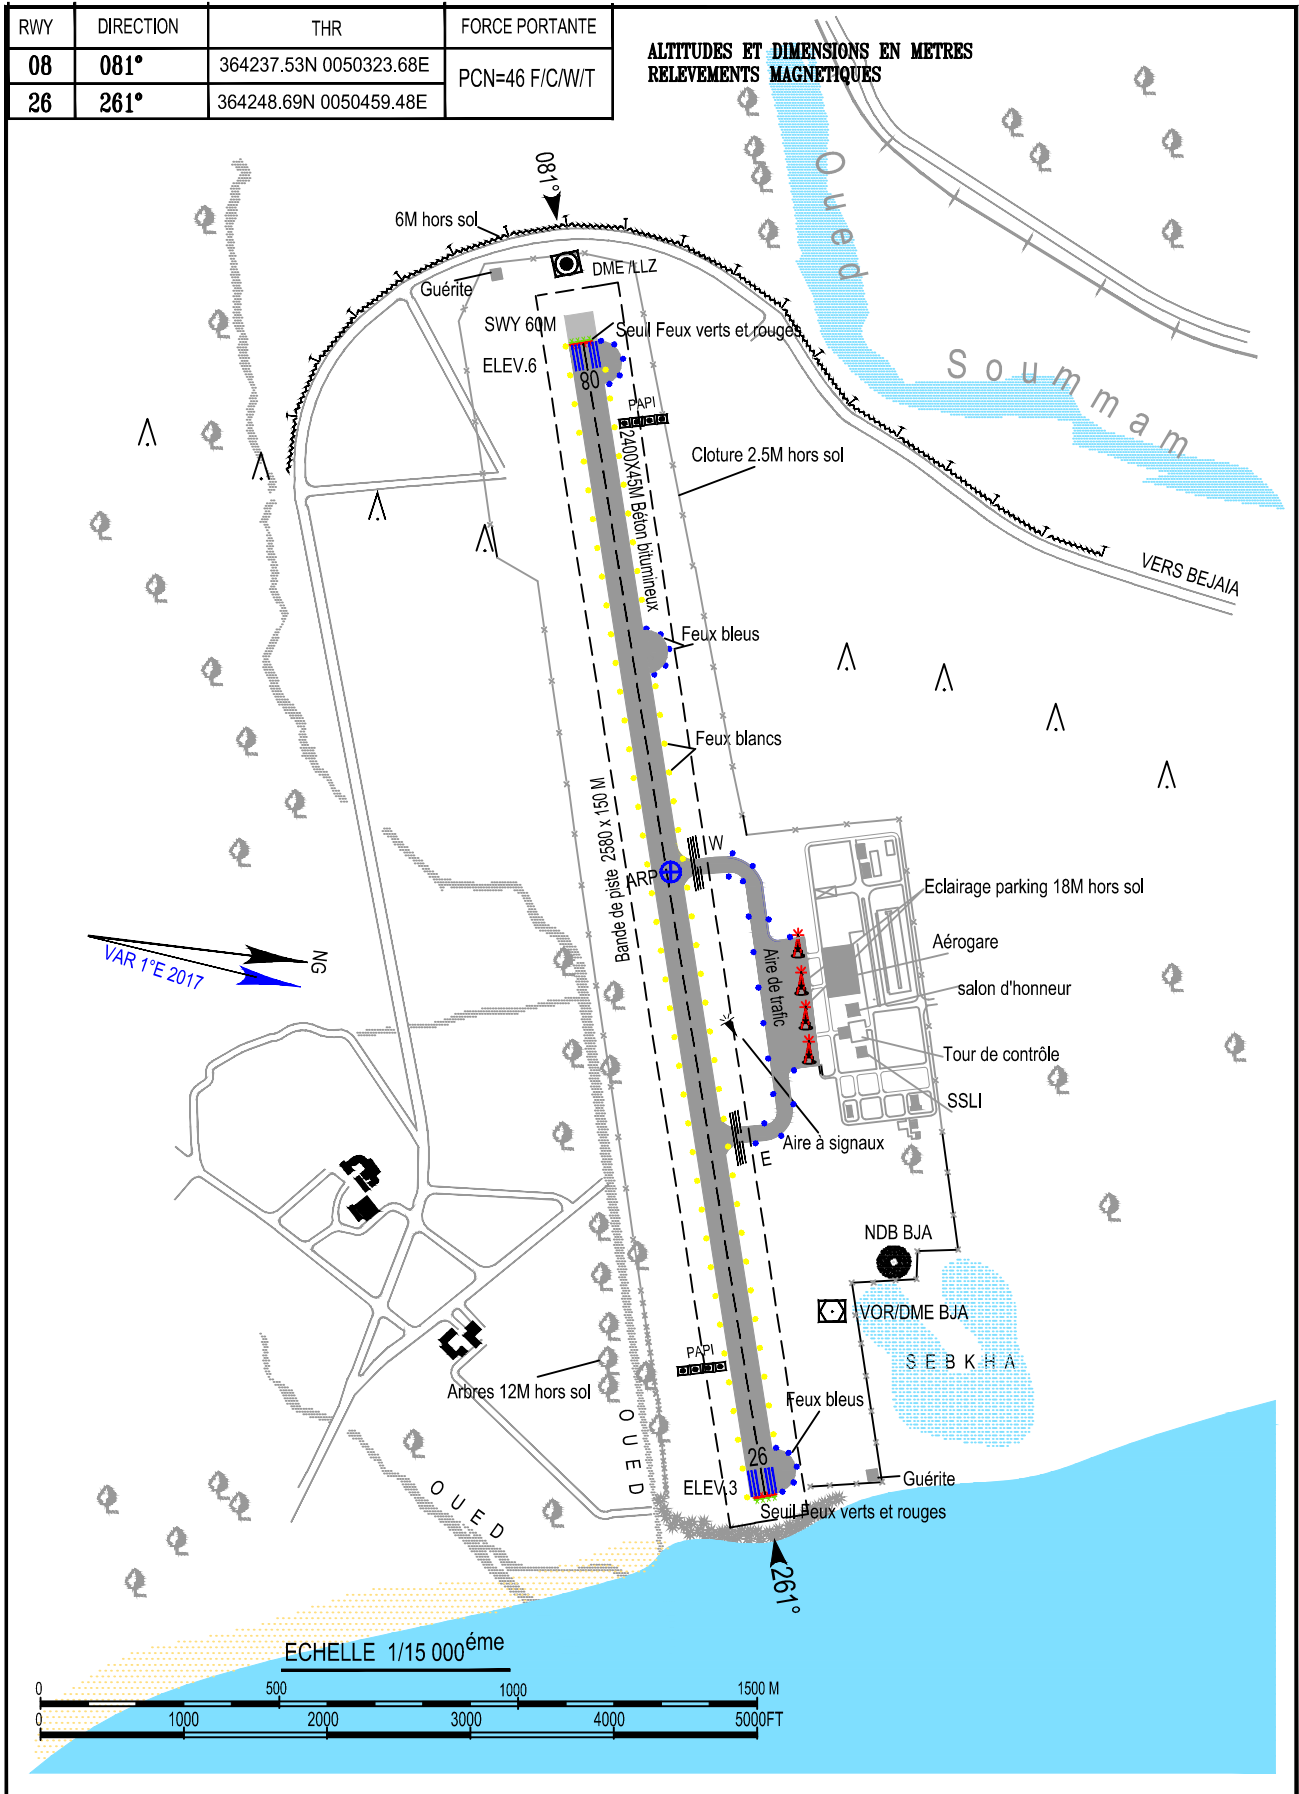 RWY DIRECTION THR FORCE PORTANTE
08 081° 364237.53N 0050323.68E PCN=46 F/C/W/T
26 261° 364248.69N 0050459.48E
ALTITUDES ET DIMENSIONS EN METRES
RELEVEMENTS MAGNETIQUES
Oued
Soummam
081°
6M hors sol
DME /LLZ
Guérite
SWY 60M
Seuil Feux verts et rouges
ELEV.6
80
PAPI
2400X45M Béton bitumineux
Cloture 2.5M hors sol
VERS BEJAIA
Feux bleus
Feux blancs
Bande de piste 2580 x 150 M
W
ARP
Eclairage parking 18M hors sol
Aérogare
Aire de trafic
salon d'honneur
NG
VAR 1°E 2017
Tour de contrôle
SSLI
Aire à signaux
E
NDB BJA
VOR/DME BJA
SEBKHA
PAPI
Arbres 12M hors sol
Feux bleus
OUED
OUED
26
ELEV.3
Guérite
Seuil Feux verts et rouges
261°
ECHELLE 1/15 000éme
0 500 1000 1500 M
0 1000 2000 3000 4000 5000FT